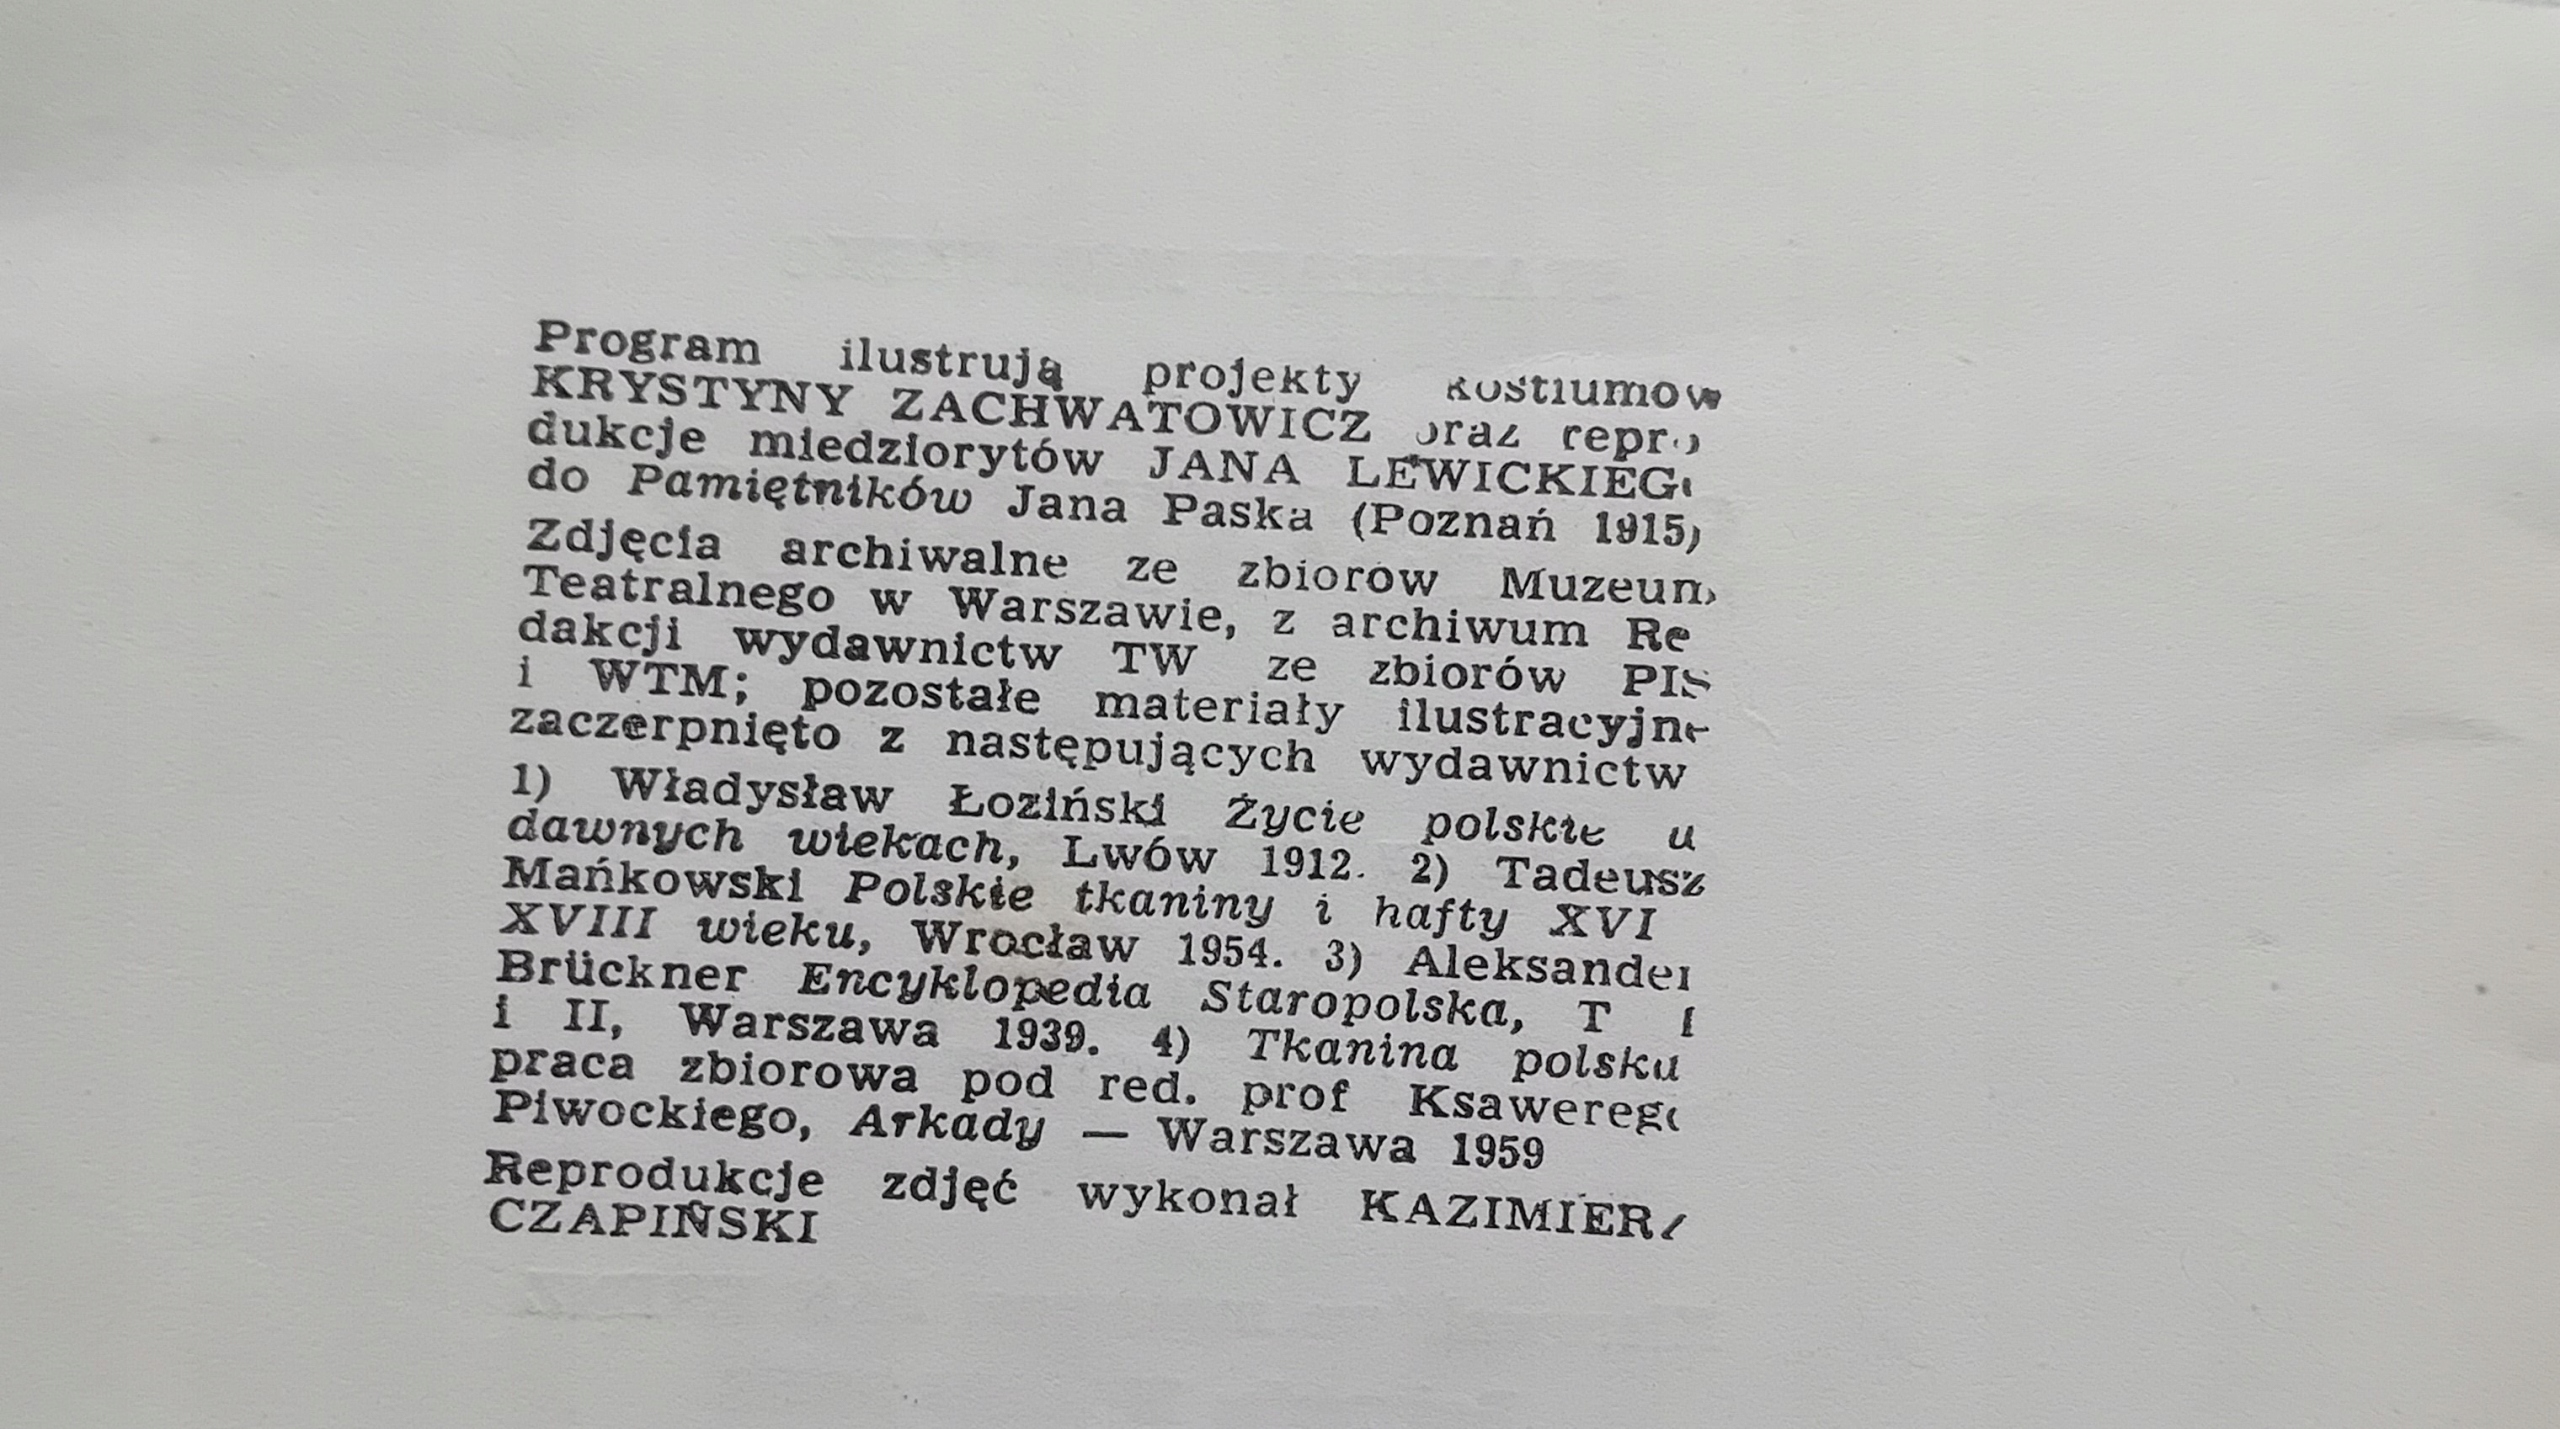 Program ilustrują projekty kostiumów
KRYSTYNY ZACHWATOWICZ oraz repro
dukcje miedziorytów JANA LEWICKIEGO
do Pamiętników Jana Paska (Poznań 1915)
Zdjęcia archiwalne ze zbiorów Muzeum
Teatralnego w Warszawie, z archiwum Re
dakcji wydawnictw TW ze zbiorów PIS
i WTM; pozostałe materiały ilustracyjne
zaczerpnięto z następujących wydawnictw
1) Władysław Łoziński Życie polskie w
dawnych wiekach, Lwów 1912. 2) Tadeusz
Mańkowski Polskie tkaniny i hafty XVI
XVIII wieku, Wrocław 1954. 3) Aleksander
Brückner Encyklopedia Staropolska, T I
i II, Warszawa 1939. 4) Tkanina polska
praca zbiorowa pod red. prof Ksawerego
Piwockiego, Arkady — Warszawa 1959
Reprodukcje zdjęć wykonał KAZIMIERZ
CZAPIŃSKI